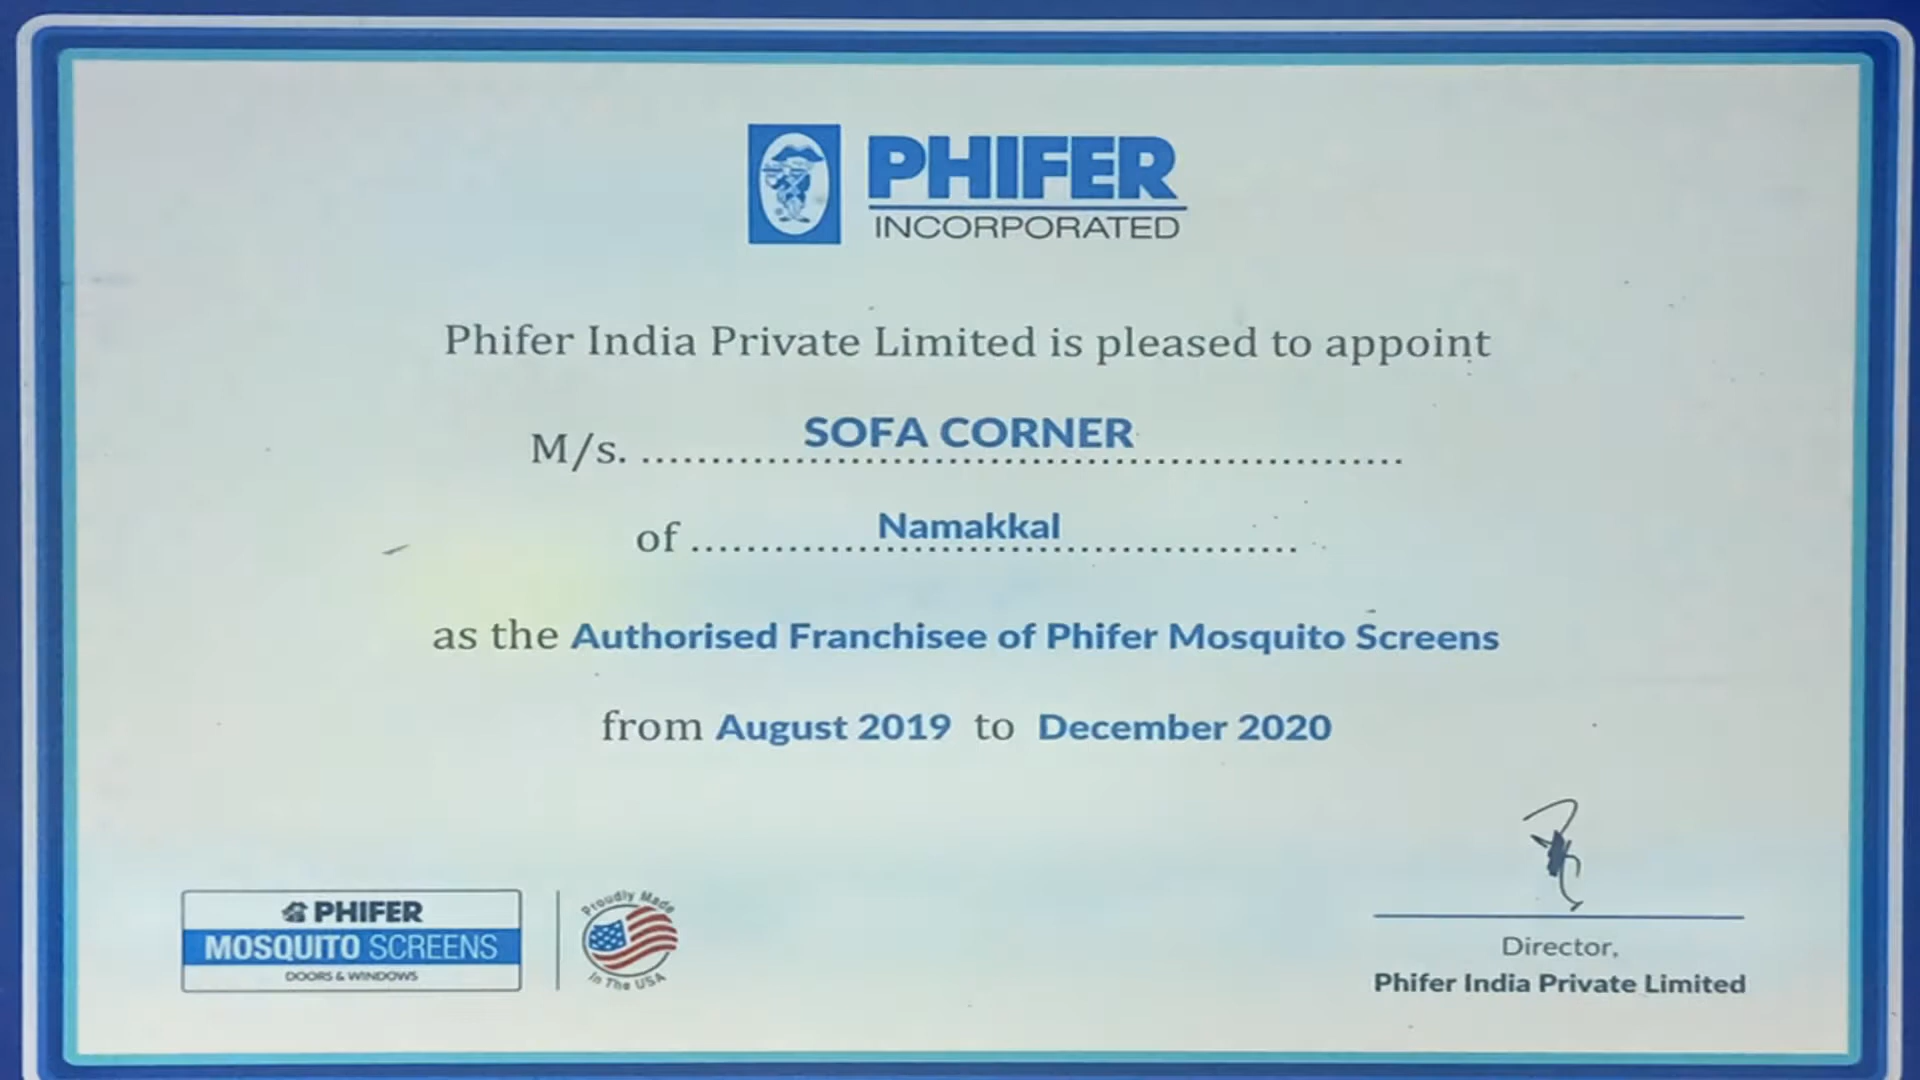 PHIFER
INCORPORATED
Phifer India Private Limited is pleased to appoint
M/s. SOFA CORNER
of Namakkal
as the Authorised Franchisee of Phifer Mosquito Screens
from August 2019 to December 2020
PHIFER
MOSQUITO SCREENS
DOORS & WINDOWS
Proudly Made
In The USA
Director,
Phifer India Private Limited